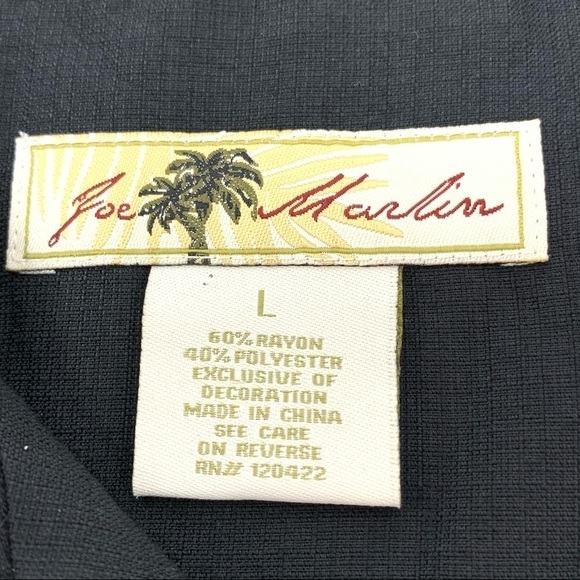 Joe Marlin
L
60% RAYON
40% POLYESTER
EXCLUSIVE OF
DECORATION
MADE IN CHINA
SEE CARE
ON REVERSE
RN# 120422